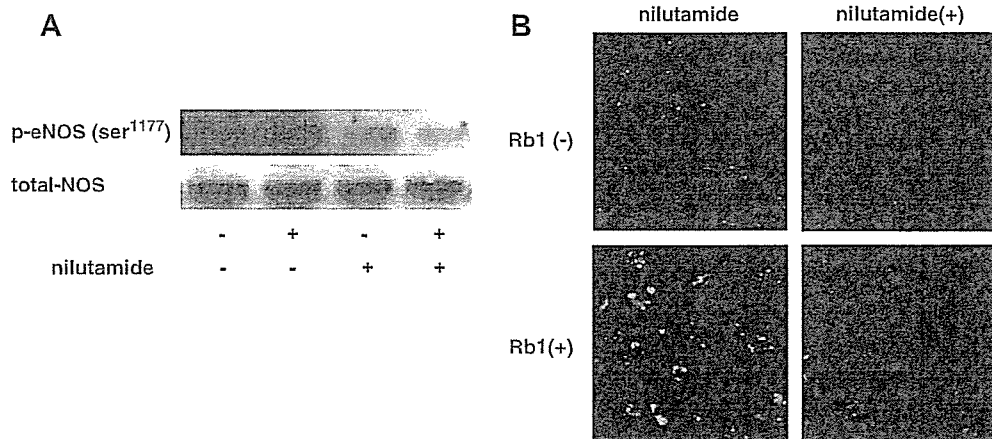 A
p-eNOS (ser1177)
total-NOS
- + - +
nilutamide - - + +
B
nilutamide nilutamide(+)
Rb1 (-)
Rb1(+)